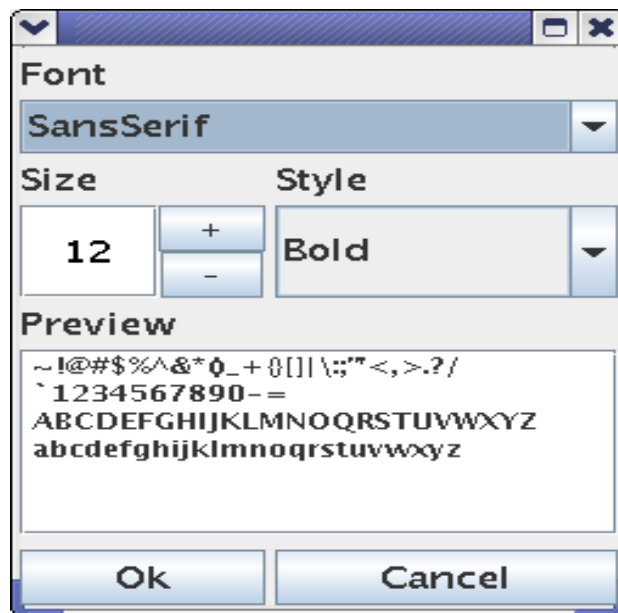 Font
SansSerif
Size Style
12 + - Bold
Preview
~!@#$%^&*()_+{}[]|\:;'"<,>.?/
`1234567890-=
ABCDEFGHIJKLMNOQRSTUVWXYZ
abcdefghijklmnoqrstuvwxyz
Ok Cancel